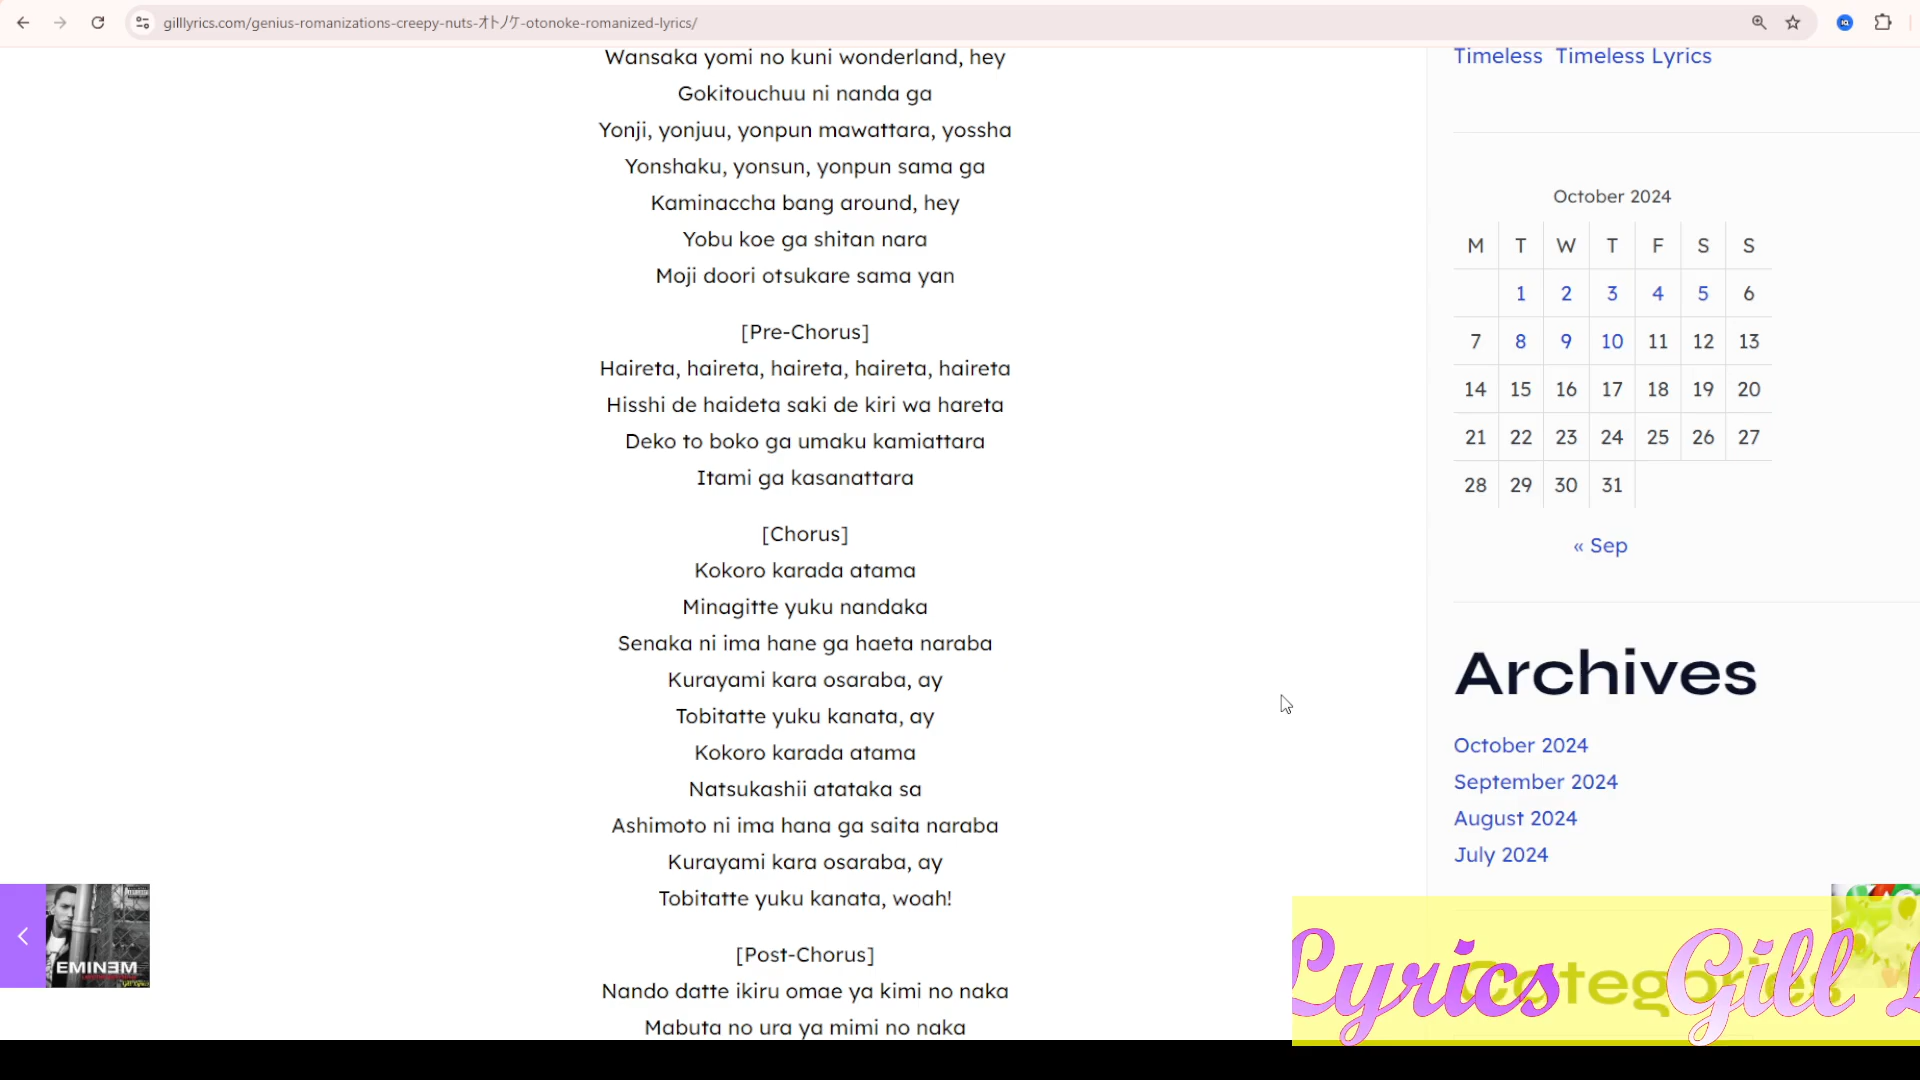 gilllyrics.com/genius-romanizations-creepy-nuts-オトノケ-otonoke-romanized-lyrics/
Wansaka yomi no kuni wonderland, hey
Gokitouchuu ni nanda ga
Yonji, yonjuu, yonpun mawattara, yossha
Yonshaku, yonsun, yonpun sama ga
Kaminaccha bang around, hey
Yobu koe ga shitan nara
Moji doori otsukare sama yan
[Pre-Chorus]
Haireta, haireta, haireta, haireta, haireta
Hisshi de haideta saki de kiri wa hareta
Deko to boko ga umaku kamiattara
Itami ga kasanattara
[Chorus]
Kokoro karada atama
Minagitte yuku nandaka
Senaka ni ima hane ga haeta naraba
Kurayami kara osaraba, ay
Tobitatte yuku kanata, ay
Kokoro karada atama
Natsukashii atataka sa
Ashimoto ni ima hana ga saita naraba
Kurayami kara osaraba, ay
Tobitatte yuku kanata, woah!
[Post-Chorus]
Nando datte ikiru omae ya kimi no naka
Mabuta no ura ya mimi no naka
Timeless Timeless Lyrics
October 2024
M T W T F S S
1 2 3 4 5 6
7 8 9 10 11 12 13
14 15 16 17 18 19 20
21 22 23 24 25 26 27
28 29 30 31
« Sep
Archives
October 2024
September 2024
August 2024
July 2024
Categories
Lyrics Gill L
EMINƎM